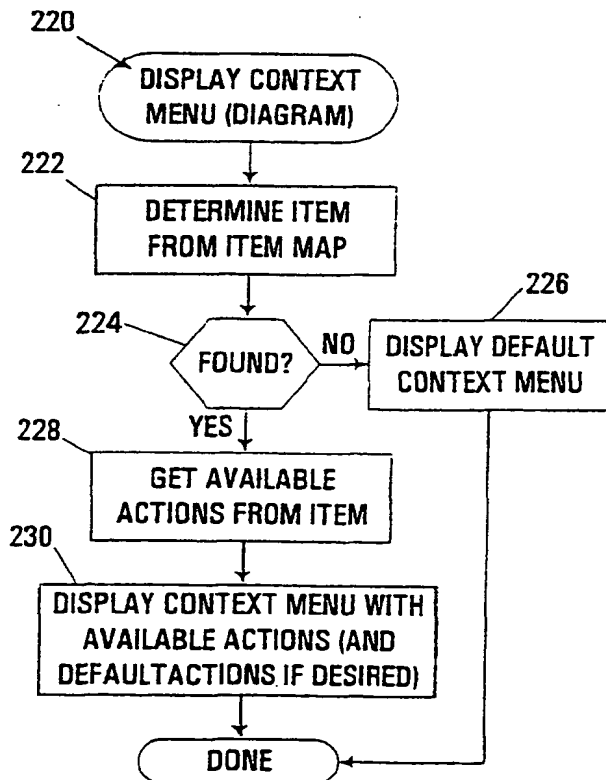 220
DISPLAY CONTEXT
MENU (DIAGRAM)
222
DETERMINE ITEM
FROM ITEM MAP
224
FOUND?
NO
226
DISPLAY DEFAULT
CONTEXT MENU
YES
228
GET AVAILABLE
ACTIONS FROM ITEM
230
DISPLAY CONTEXT MENU WITH
AVAILABLE ACTIONS (AND
DEFAULTACTIONS IF DESIRED)
DONE